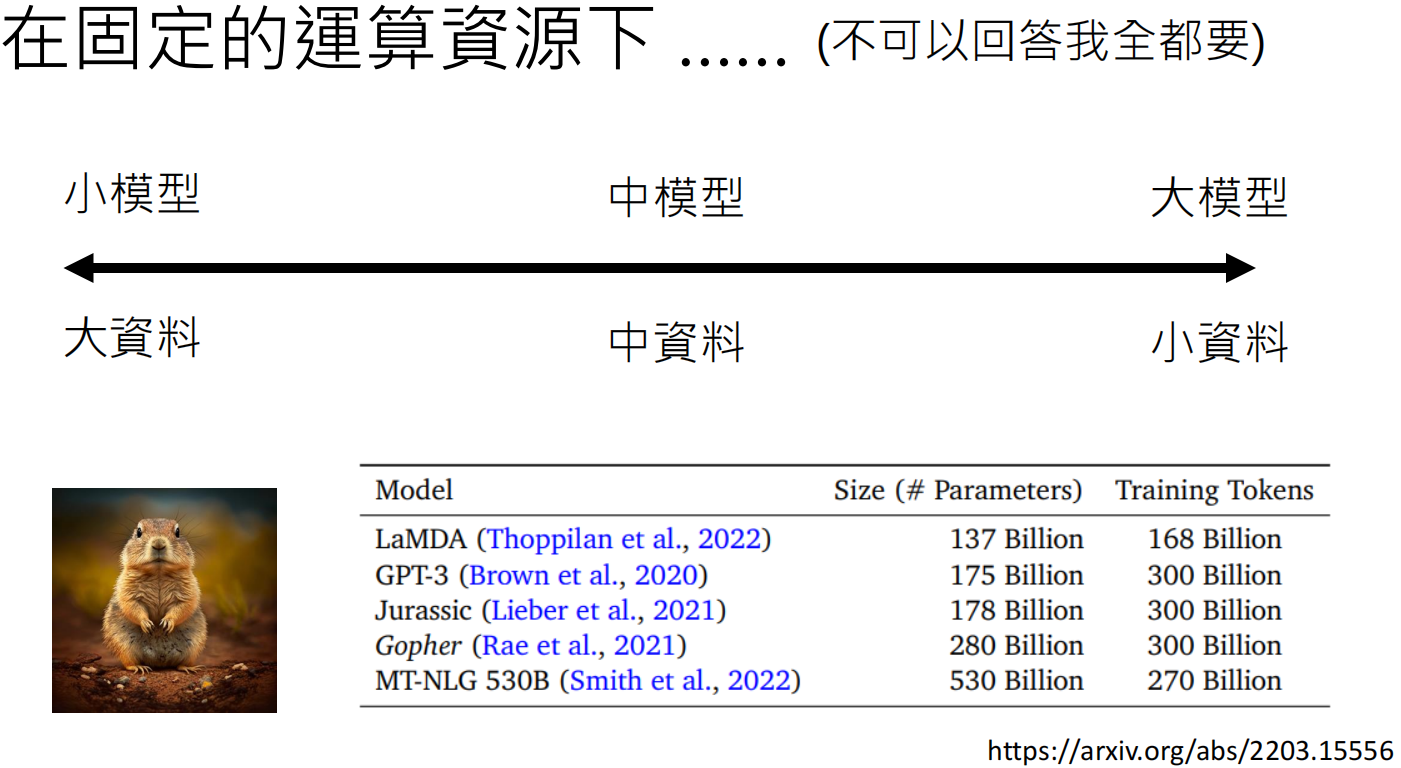 在固定的運算資源下 …… (不可以回答我全都要)
小模型 中模型 大模型
大資料 中資料 小資料
Model Size (# Parameters) Training Tokens
LaMDA (Thoppilan et al., 2022) 137 Billion 168 Billion
GPT-3 (Brown et al., 2020) 175 Billion 300 Billion
Jurassic (Lieber et al., 2021) 178 Billion 300 Billion
Gopher (Rae et al., 2021) 280 Billion 300 Billion
MT-NLG 530B (Smith et al., 2022) 530 Billion 270 Billion
https://arxiv.org/abs/2203.15556